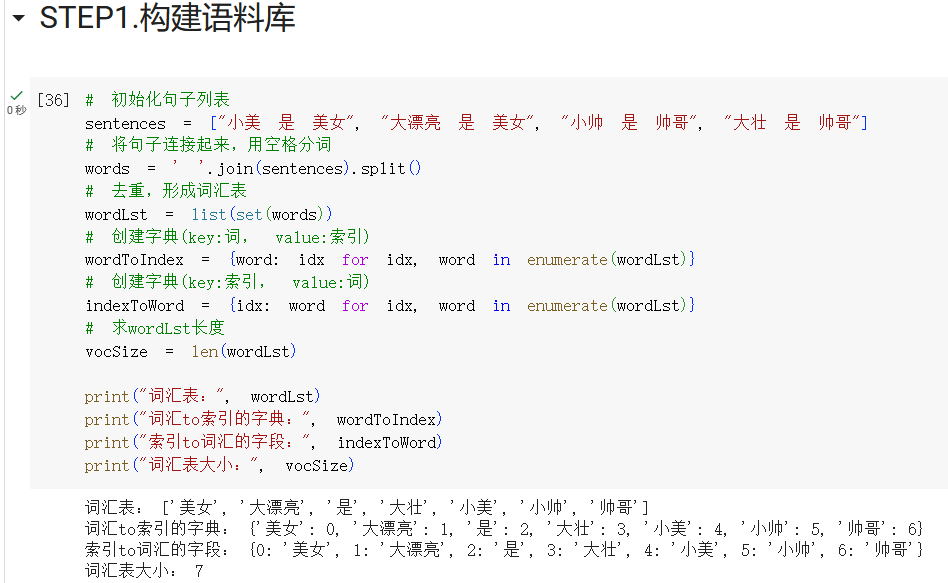 STEP1.构建语料库
0 秒
[36] # 初始化句子列表
sentences = ["小美 是 美女", "大漂亮 是 美女", "小帅 是 帅哥", "大壮 是 帅哥"]
# 将句子连接起来，用空格分词
words = ' '.join(sentences).split()
# 去重，形成词汇表
wordLst = list(set(words))
# 创建字典(key:词， value:索引)
wordToIndex = {word: idx for idx, word in enumerate(wordLst)}
# 创建字典(key:索引， value:词)
indexToWord = {idx: word for idx, word in enumerate(wordLst)}
# 求wordLst长度
vocSize = len(wordLst)
print("词汇表：", wordLst)
print("词汇to索引的字典：", wordToIndex)
print("索引to词汇的字段：", indexToWord)
print("词汇表大小：", vocSize)
词汇表： ['美女', '大漂亮', '是', '大壮', '小美', '小帅', '帅哥']
词汇to索引的字典： {'美女': 0, '大漂亮': 1, '是': 2, '大壮': 3, '小美': 4, '小帅': 5, '帅哥': 6}
索引to词汇的字段： {0: '美女', 1: '大漂亮', 2: '是', 3: '大壮', 4: '小美', 5: '小帅', 6: '帅哥'}
词汇表大小： 7